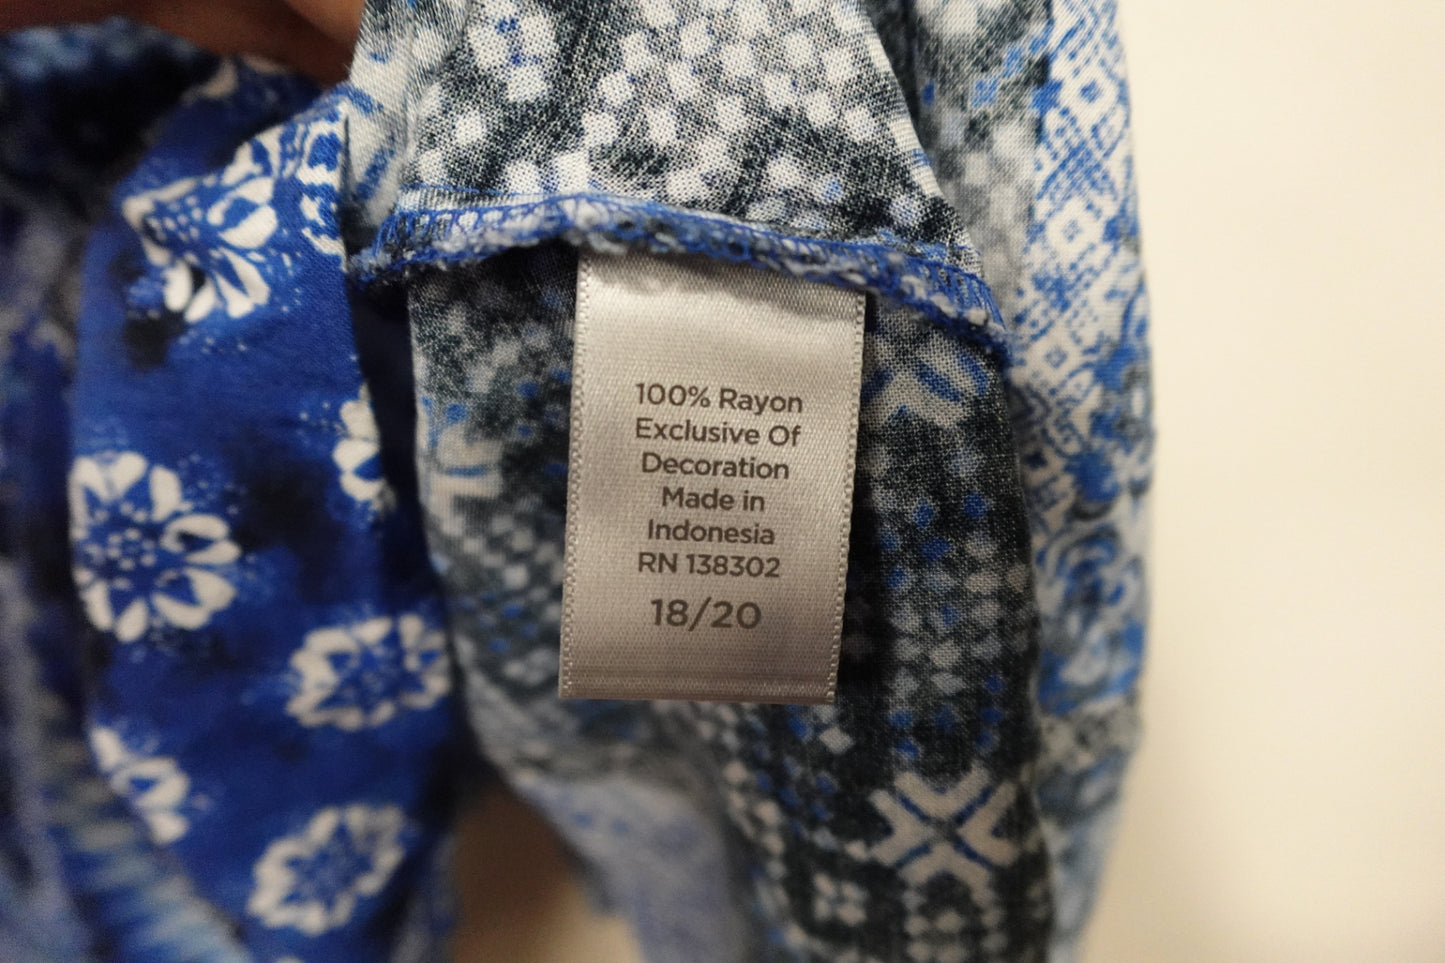 100% Rayon
Exclusive Of
Decoration
Made in
Indonesia
RN 138302
18/20